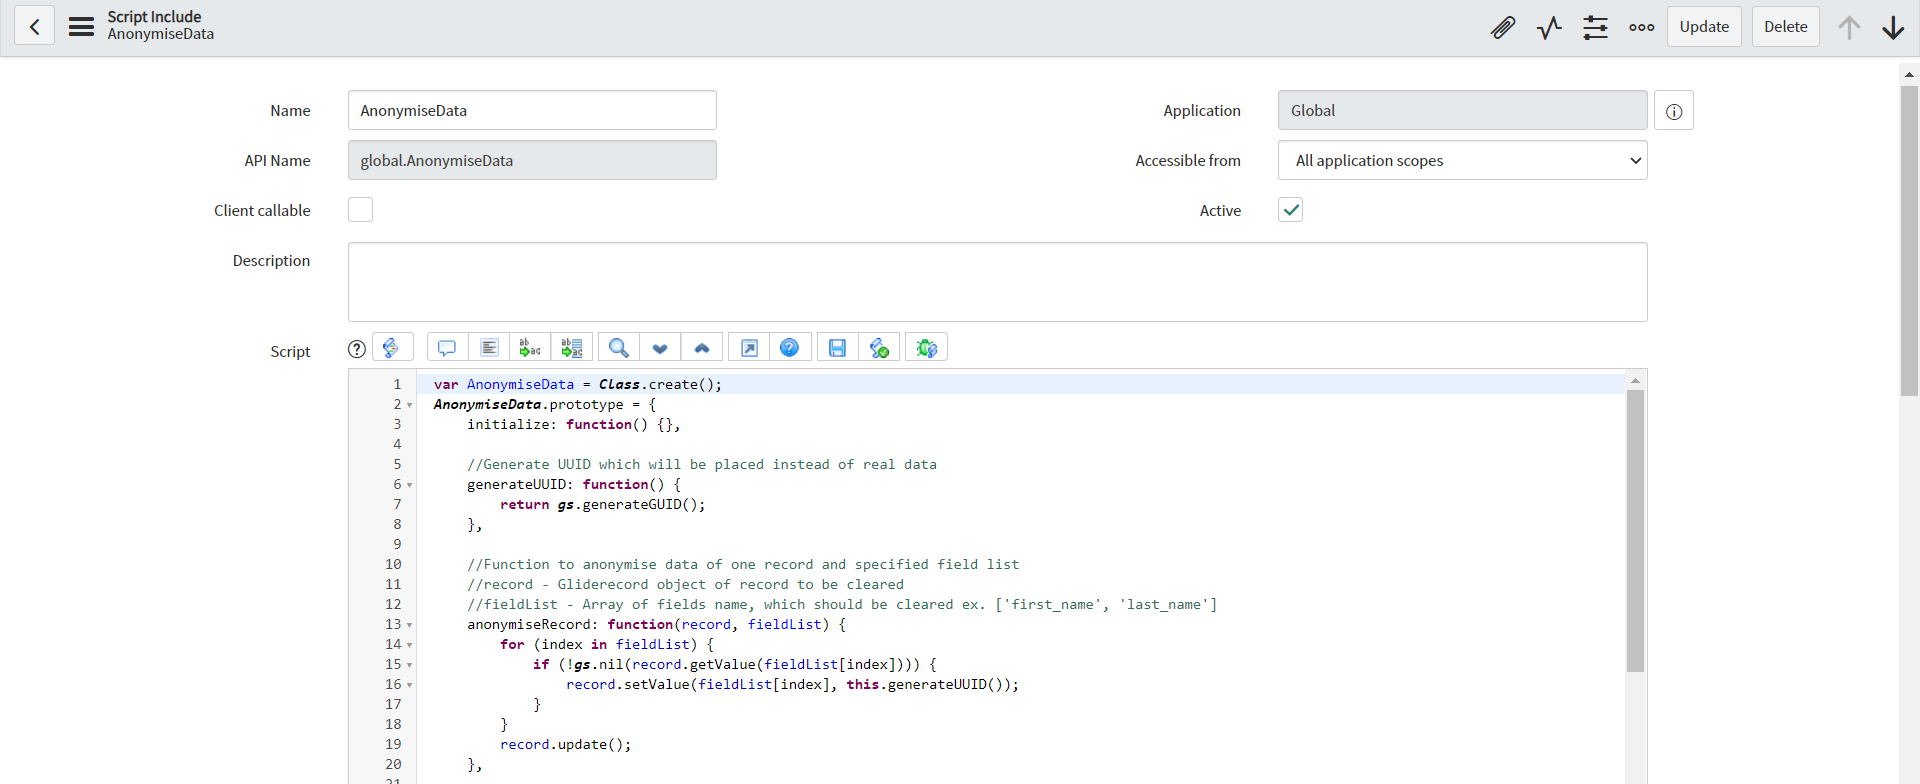 Script Include
AnonymiseData
Update
Delete
Name
AnonymiseData
Application
Global
API Name
global.AnonymiseData
Accessible from
All application scopes
Client callable
Active
Description
Script
1 var AnonymiseData = Class.create();
2 AnonymiseData.prototype = {
3 initialize: function() {},
4
5 //Generate UUID which will be placed instead of real data
6 generateUUID: function() {
7 return gs.generateGUID();
8 },
9
10 //Function to anonymise data of one record and specified field list
11 //record - Gliderecord object of record to be cleared
12 //fieldList - Array of fields name, which should be cleared ex. ['first_name', 'last_name']
13 anonymiseRecord: function(record, fieldList) {
14 for (index in fieldList) {
15 if (!gs.nil(record.getValue(fieldList[index]))) {
16 record.setValue(fieldList[index], this.generateUUID());
17 }
18 }
19 record.update();
20 },
21